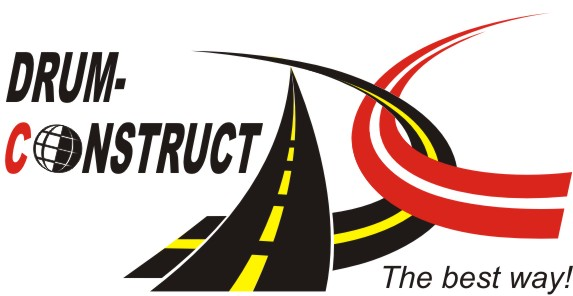 DRUM-
CONSTRUCT
The best way!